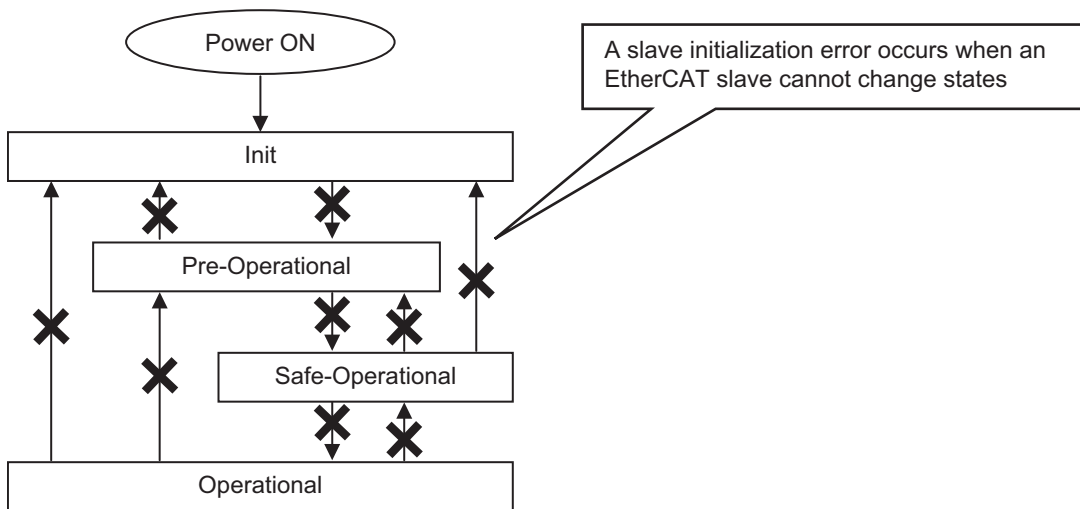 Power ON
A slave initialization error occurs when an
EtherCAT slave cannot change states
Init
Pre-Operational
Safe-Operational
Operational